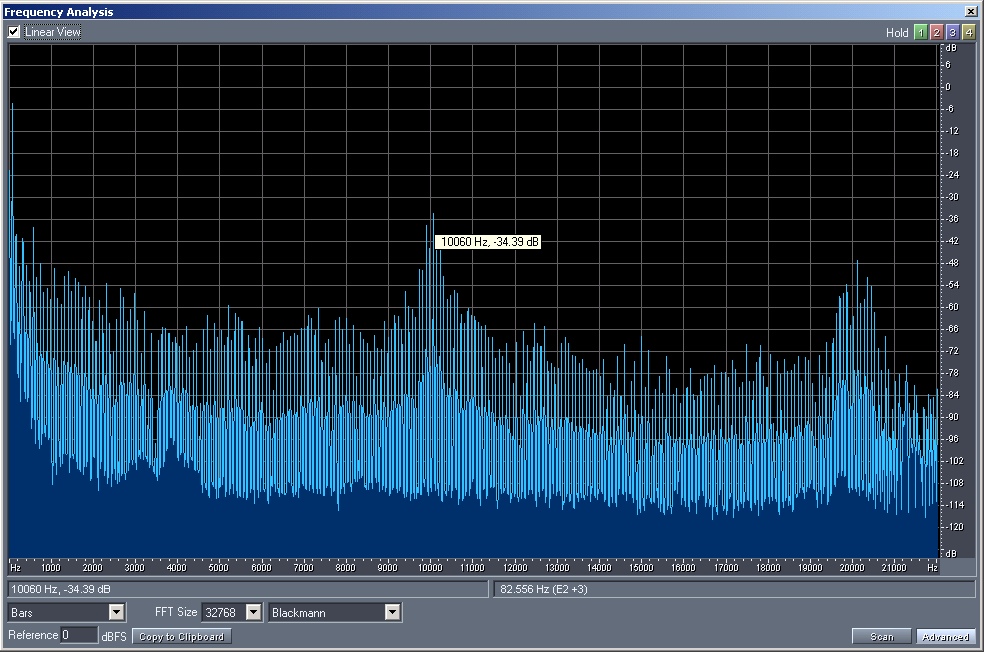 Frequency Analysis
Linear View
Hold 1 2 3 4
dB
6
0
-6
-12
-18
-24
-30
-36
-42
-48
-54
-60
-66
-72
-78
-84
-90
-96
-102
-108
-114
-120
dB
10060 Hz, -34.39 dB
Hz 1000 2000 3000 4000 5000 6000 7000 8000 9000 10000 11000 12000 13000 14000 15000 16000 17000 18000 19000 20000 21000 Hz
10060 Hz, -34.39 dB
82.556 Hz (E2 +3)
Bars
FFT Size 32768
Blackmann
Reference 0 dBFS
Copy to Clipboard
Scan
Advanced